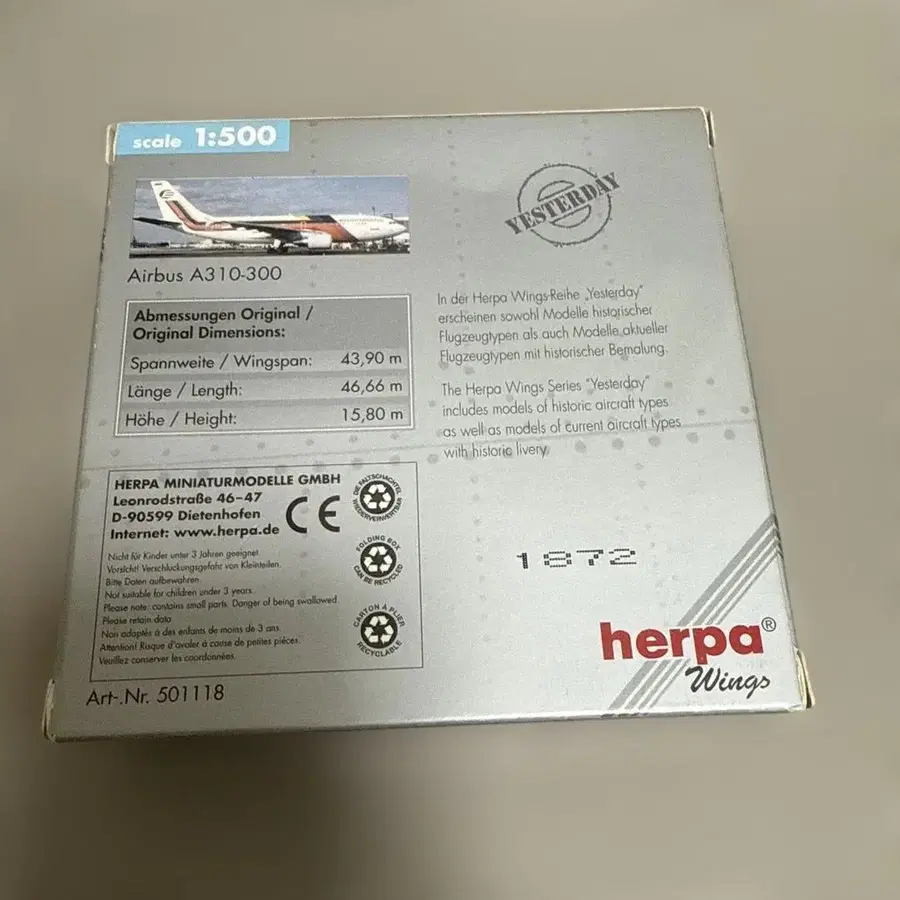 scale 1:500
YESTERDAY
Airbus A310-300
Abmessungen Original /
Original Dimensions:
Spannweite / Wingspan: 43,90 m
Länge / Length: 46,66 m
Höhe / Height: 15,80 m
In der Herpa Wings-Reihe „Yesterday"
erscheinen sowohl Modelle historischer
Flugzeugtypen als auch Modelle aktueller
Flugzeugtypen mit historischer Bemalung.
The Herpa Wings Series "Yesterday"
includes models of historic aircraft types
as well as models of current aircraft types
with historic livery.
HERPA MINIATURMODELLE GMBH
Leonrodstraße 46-47
D-90599 Dietenhofen
Internet: www.herpa.de
CE
Nicht für Kinder unter 3 Jahren geeignet.
Vorsicht! Verschluckungsgefahr von Kleinteilen.
Bitte Daten aufbewahren.
Not suitable for children under 3 years.
Please note: contains small parts. Danger of being swallowed.
Please retain data
Non adaptés à des enfants de moins de 3 ans.
Attention! Risque d'avaler à cause de petites pièces.
Veuillez conserver les coordonnées.
DIE FALTSCHACHTEL
WIEDERVERWERTBAR
FOLDING BOX
CAN BE RECYCLED
CARTON À PLIER
RECYCLABLE
1872
herpa®
Wings
Art-.Nr. 501118